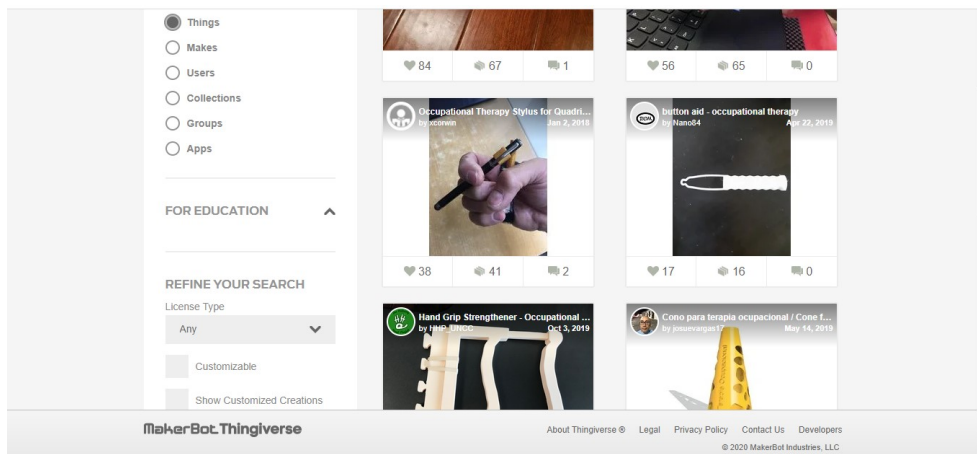 Things
Makes
Users
Collections
Groups
Apps
FOR EDUCATION
REFINE YOUR SEARCH
License Type
Any
Customizable
Show Customized Creations
84 67 1
56 65 0
Occupational Therapy Stylus for Quadri...
by xcorwin Jan 2, 2018
38 41 2
button aid - occupational therapy
by Nano84 Apr 22, 2019
17 16 0
Hand Grip Strengthener - Occupational ...
by HHP_UNCC Oct 3, 2019
Cono para terapia ocupacional / Cone f...
by josuevargas17 May 14, 2019
MakerBot Thingiverse
About Thingiverse ® Legal Privacy Policy Contact Us Developers
© 2020 MakerBot Industries, LLC